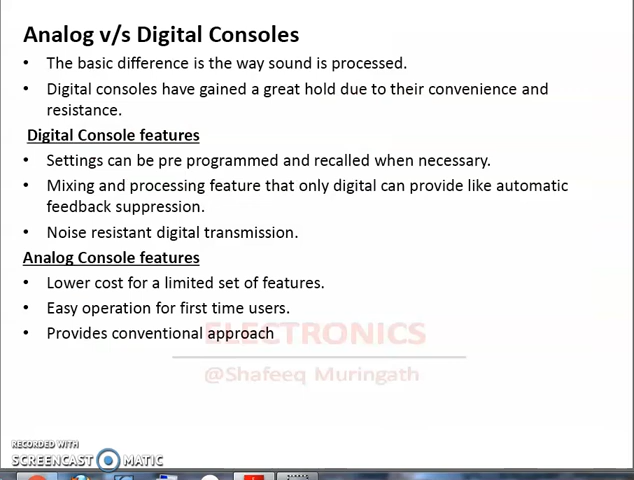 Analog v/s Digital Consoles
• The basic difference is the way sound is processed.
• Digital consoles have gained a great hold due to their convenience and
resistance.
Digital Console features
• Settings can be pre programmed and recalled when necessary.
• Mixing and processing feature that only digital can provide like automatic
feedback suppression.
• Noise resistant digital transmission.
Analog Console features
• Lower cost for a limited set of features.
• Easy operation for first time users.
• Provides conventional approach
ELECTRONICS
@Shafeeq Muringath
RECORDED WITH
SCREENCAST MATIC